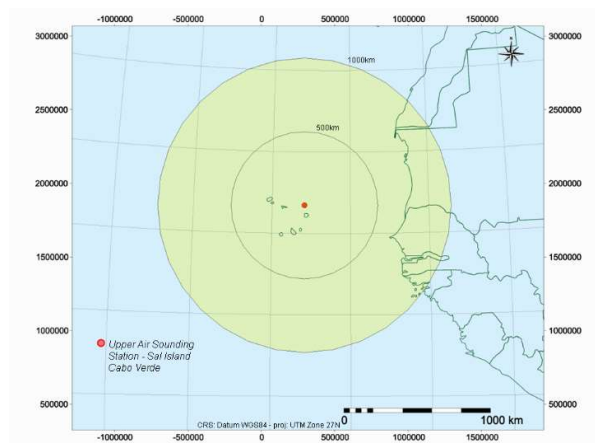 -1000000 -500000 0 500000 1000000 1500000
3000000 3000000
1000km
2500000 2500000
500km
2000000 2000000
1500000 1500000
1000000 1000000
Upper Air Sounding
Station - Sal Island
Cabo Verde
500000 500000
0 1000 km
CRS: Datum WGS84 - proj: UTM Zone 27N
-1000000 -500000 0 500000 1000000 1500000